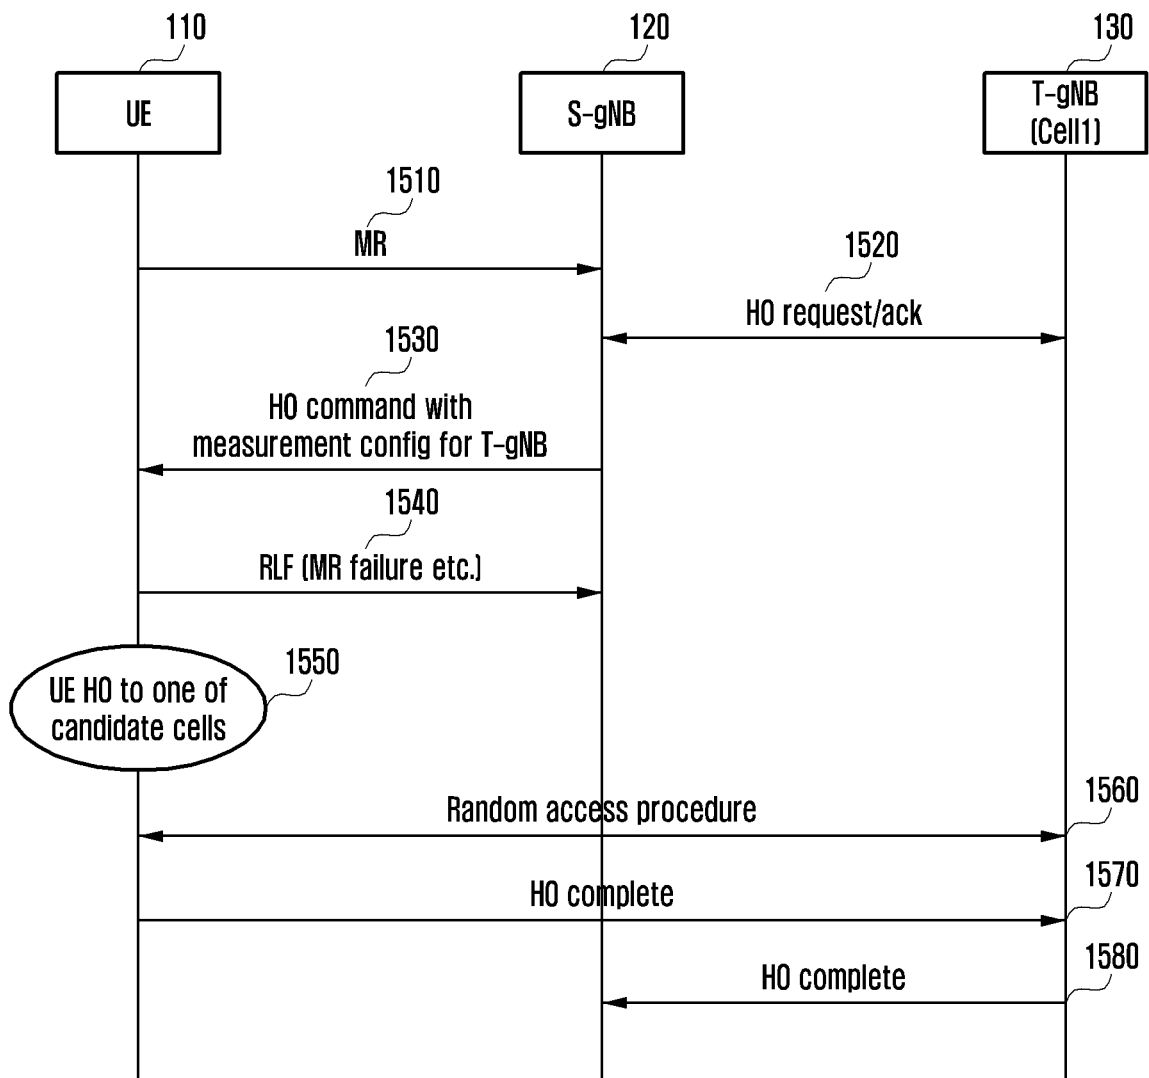 110
120
130
UE
S-gNB
T-gNB
(Cell1)
1510
MR
1520
HO request/ack
1530
HO command with
measurement config for T-gNB
1540
RLF (MR failure etc.)
1550
UE HO to one of
candidate cells
1560
Random access procedure
1570
HO complete
1580
HO complete